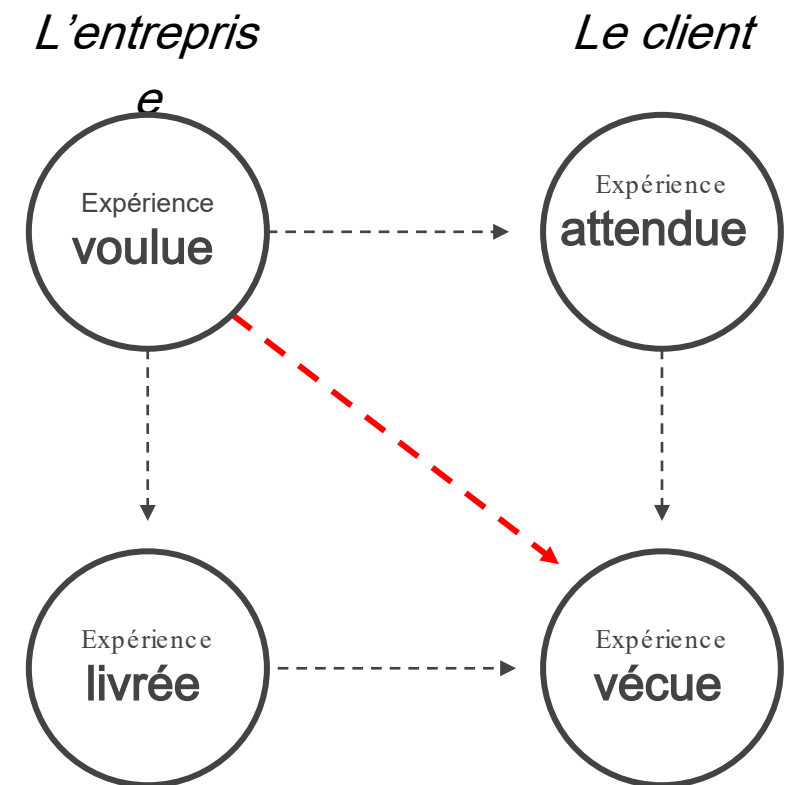 L'entrepris
e
Le client
Expérience
voulue
Expérience
attendue
Expérience
livrée
Expérience
vécue